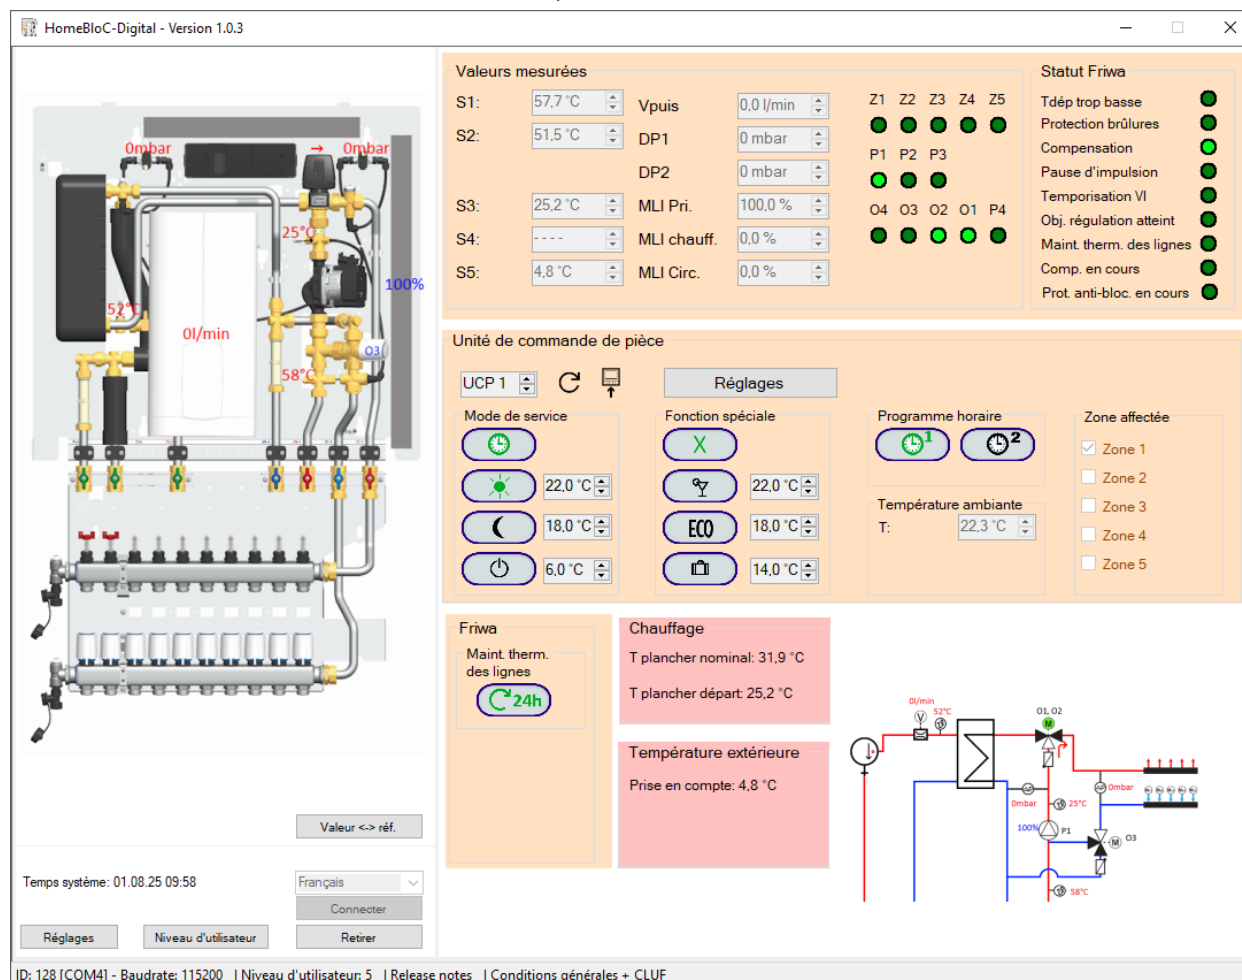 HomeBloC-Digital - Version 1.0.3
0mbar
→
0mbar
25°C
100%
52°C
0l/min
O3
58°C
Valeur <-> réf.
Temps système: 01.08.25 09:58
Français
Connecter
Réglages
Niveau d'utilisateur
Retirer
Valeurs mesurées
S1: 57,7 °C
S2: 51,5 °C
S3: 25,2 °C
S4: - - - -
S5: 4,8 °C
Vpuis 0,0 l/min
DP1 0 mbar
DP2 0 mbar
MLI Pri. 100,0 %
MLI chauff. 0,0 %
MLI Circ. 0,0 %
Z1 Z2 Z3 Z4 Z5
P1 P2 P3
O4 O3 O2 O1 P4
Statut Friwa
Tdép trop basse
Protection brûlures
Compensation
Pause d'impulsion
Temporisation VI
Obj. régulation atteint
Maint. therm. des lignes
Comp. en cours
Prot. anti-bloc. en cours
Unité de commande de pièce
UCP 1
Réglages
Mode de service
22,0 °C
18,0 °C
6,0 °C
Fonction spéciale
X
22,0 °C
ECO 18,0 °C
14,0 °C
Programme horaire
1
2
Température ambiante
T: 22,3 °C
Zone affectée
Zone 1
Zone 2
Zone 3
Zone 4
Zone 5
Friwa
Maint. therm.
des lignes
24h
Chauffage
T plancher nominal: 31,9 °C
T plancher départ: 25,2 °C
Température extérieure
Prise en compte: 4,8 °C
0l/min
52°C
V
O1, O2
M
0mbar
0mbar
25°C
100%
P1
M
O3
58°C
ID: 128 [COM4] - Baudrate: 115200 | Niveau d'utilisateur: 5 | Release notes | Conditions générales + CLUF